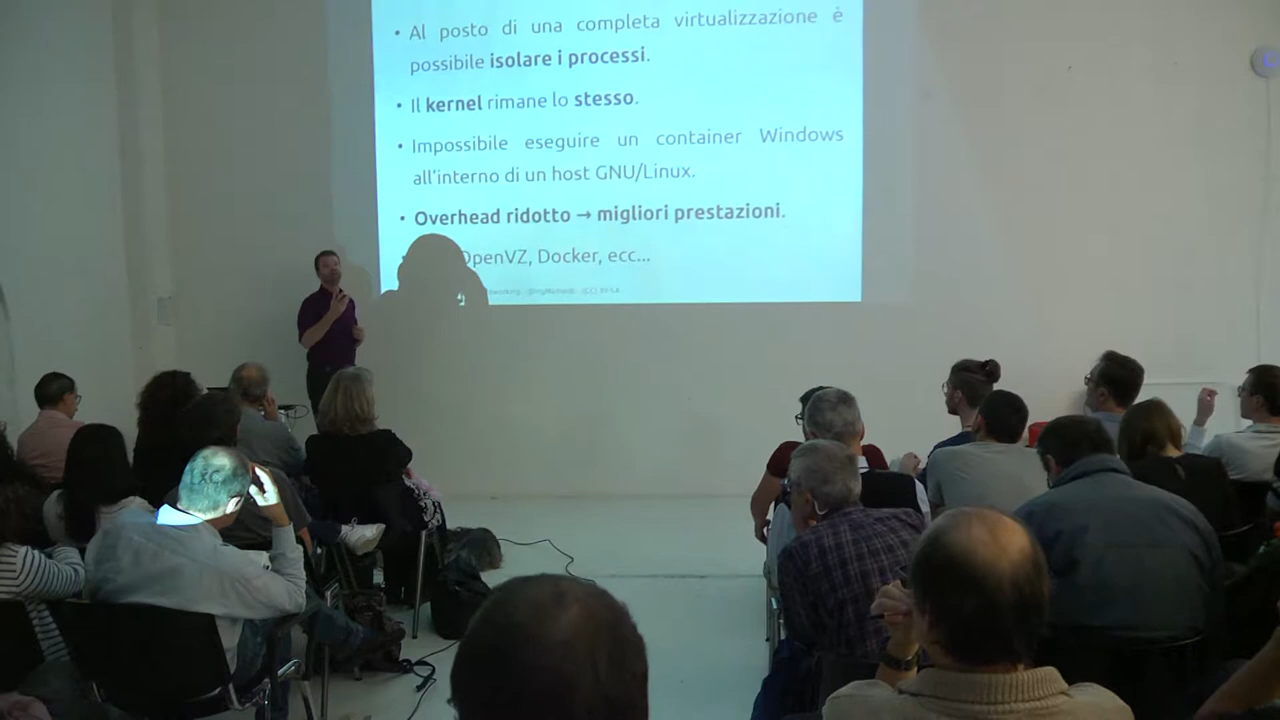 • Al posto di una completa virtualizzazione è
possibile isolare i processi.
• Il kernel rimane lo stesso.
• Impossibile eseguire un container Windows
all'interno di un host GNU/Linux.
• Overhead ridotto → migliori prestazioni.
LXC
OpenVZ, Docker, ecc...